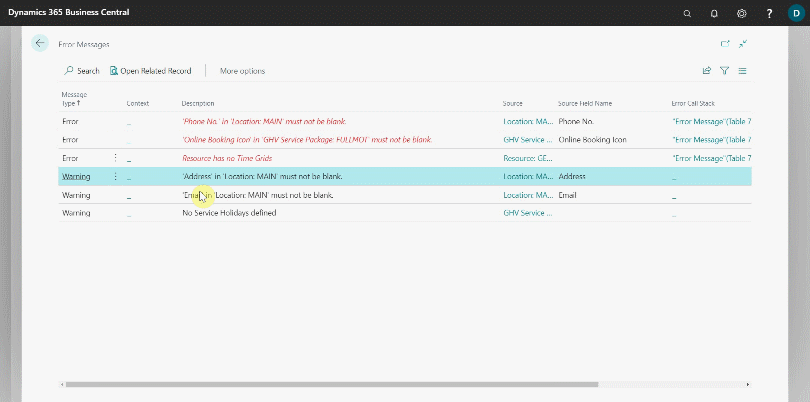 Dynamics 365 Business Central
?
D
Error Messages
Search Open Related Record More options
Message
Type ↑ Context Description Source Source Field Name Error Call Stack
Error _ 'Phone No.' in 'Location: MAIN' must not be blank. Location: MA... Phone No. "Error Message"(Table 7
Error _ 'Online Booking Icon' in 'GHV Service Package: FULLMOT' must not be blank. GHV Service ... Online Booking Icon "Error Message"(Table 7
Error _ Resource has no Time Grids Resource: GE... "Error Message"(Table 7
Warning _ 'Address' in 'Location: MAIN' must not be blank. Location: MA... Address _
Warning _ 'Email' in 'Location: MAIN' must not be blank. Location: MA... Email _
Warning _ No Service Holidays defined GHV Service ... _